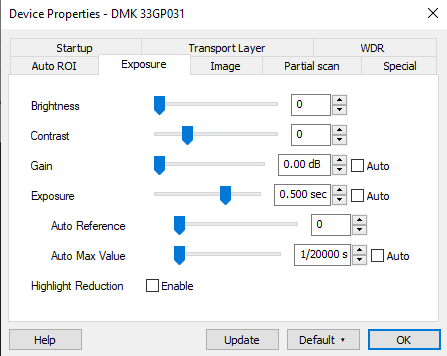 Device Properties - DMK 33GP031
Startup Transport Layer WDR
Auto ROI Exposure Image Partial scan Special
Brightness 0
Contrast 0
Gain 0.00 dB Auto
Exposure 0.500 sec Auto
Auto Reference 0
Auto Max Value 1/20000 s Auto
Highlight Reduction Enable
Help Update Default OK